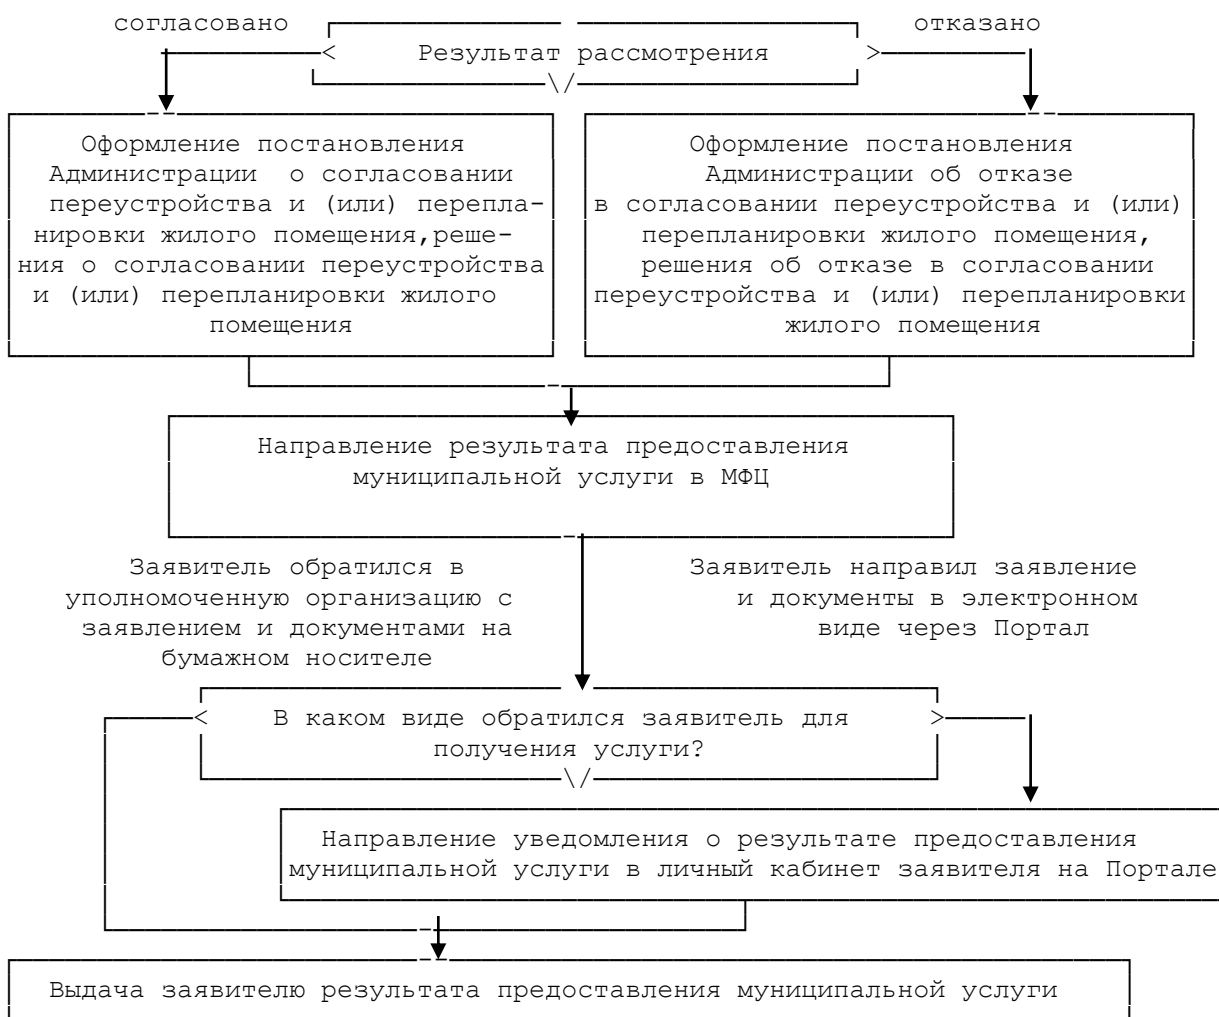 согласовано
отказано
Результат рассмотрения
Оформление постановления
Администрации о согласовании
переустройства и (или) перепла-
нировки жилого помещения,реше-
ния о согласовании переустройства
и (или) перепланировки жилого
помещения
Оформление постановления
Администрации об отказе
в согласовании переустройства и (или)
перепланировки жилого помещения,
решения об отказе в согласовании
переустройства и (или) перепланировки
жилого помещения
Направление результата предоставления
муниципальной услуги в МФЦ
Заявитель обратился в
уполномоченную организацию с
заявлением и документами на
бумажном носителе
Заявитель направил заявление
и документы в электронном
виде через Портал
В каком виде обратился заявитель для
получения услуги?
Направление уведомления о результате предоставления
муниципальной услуги в личный кабинет заявителя на Портале
Выдача заявителю результата предоставления муниципальной услуги